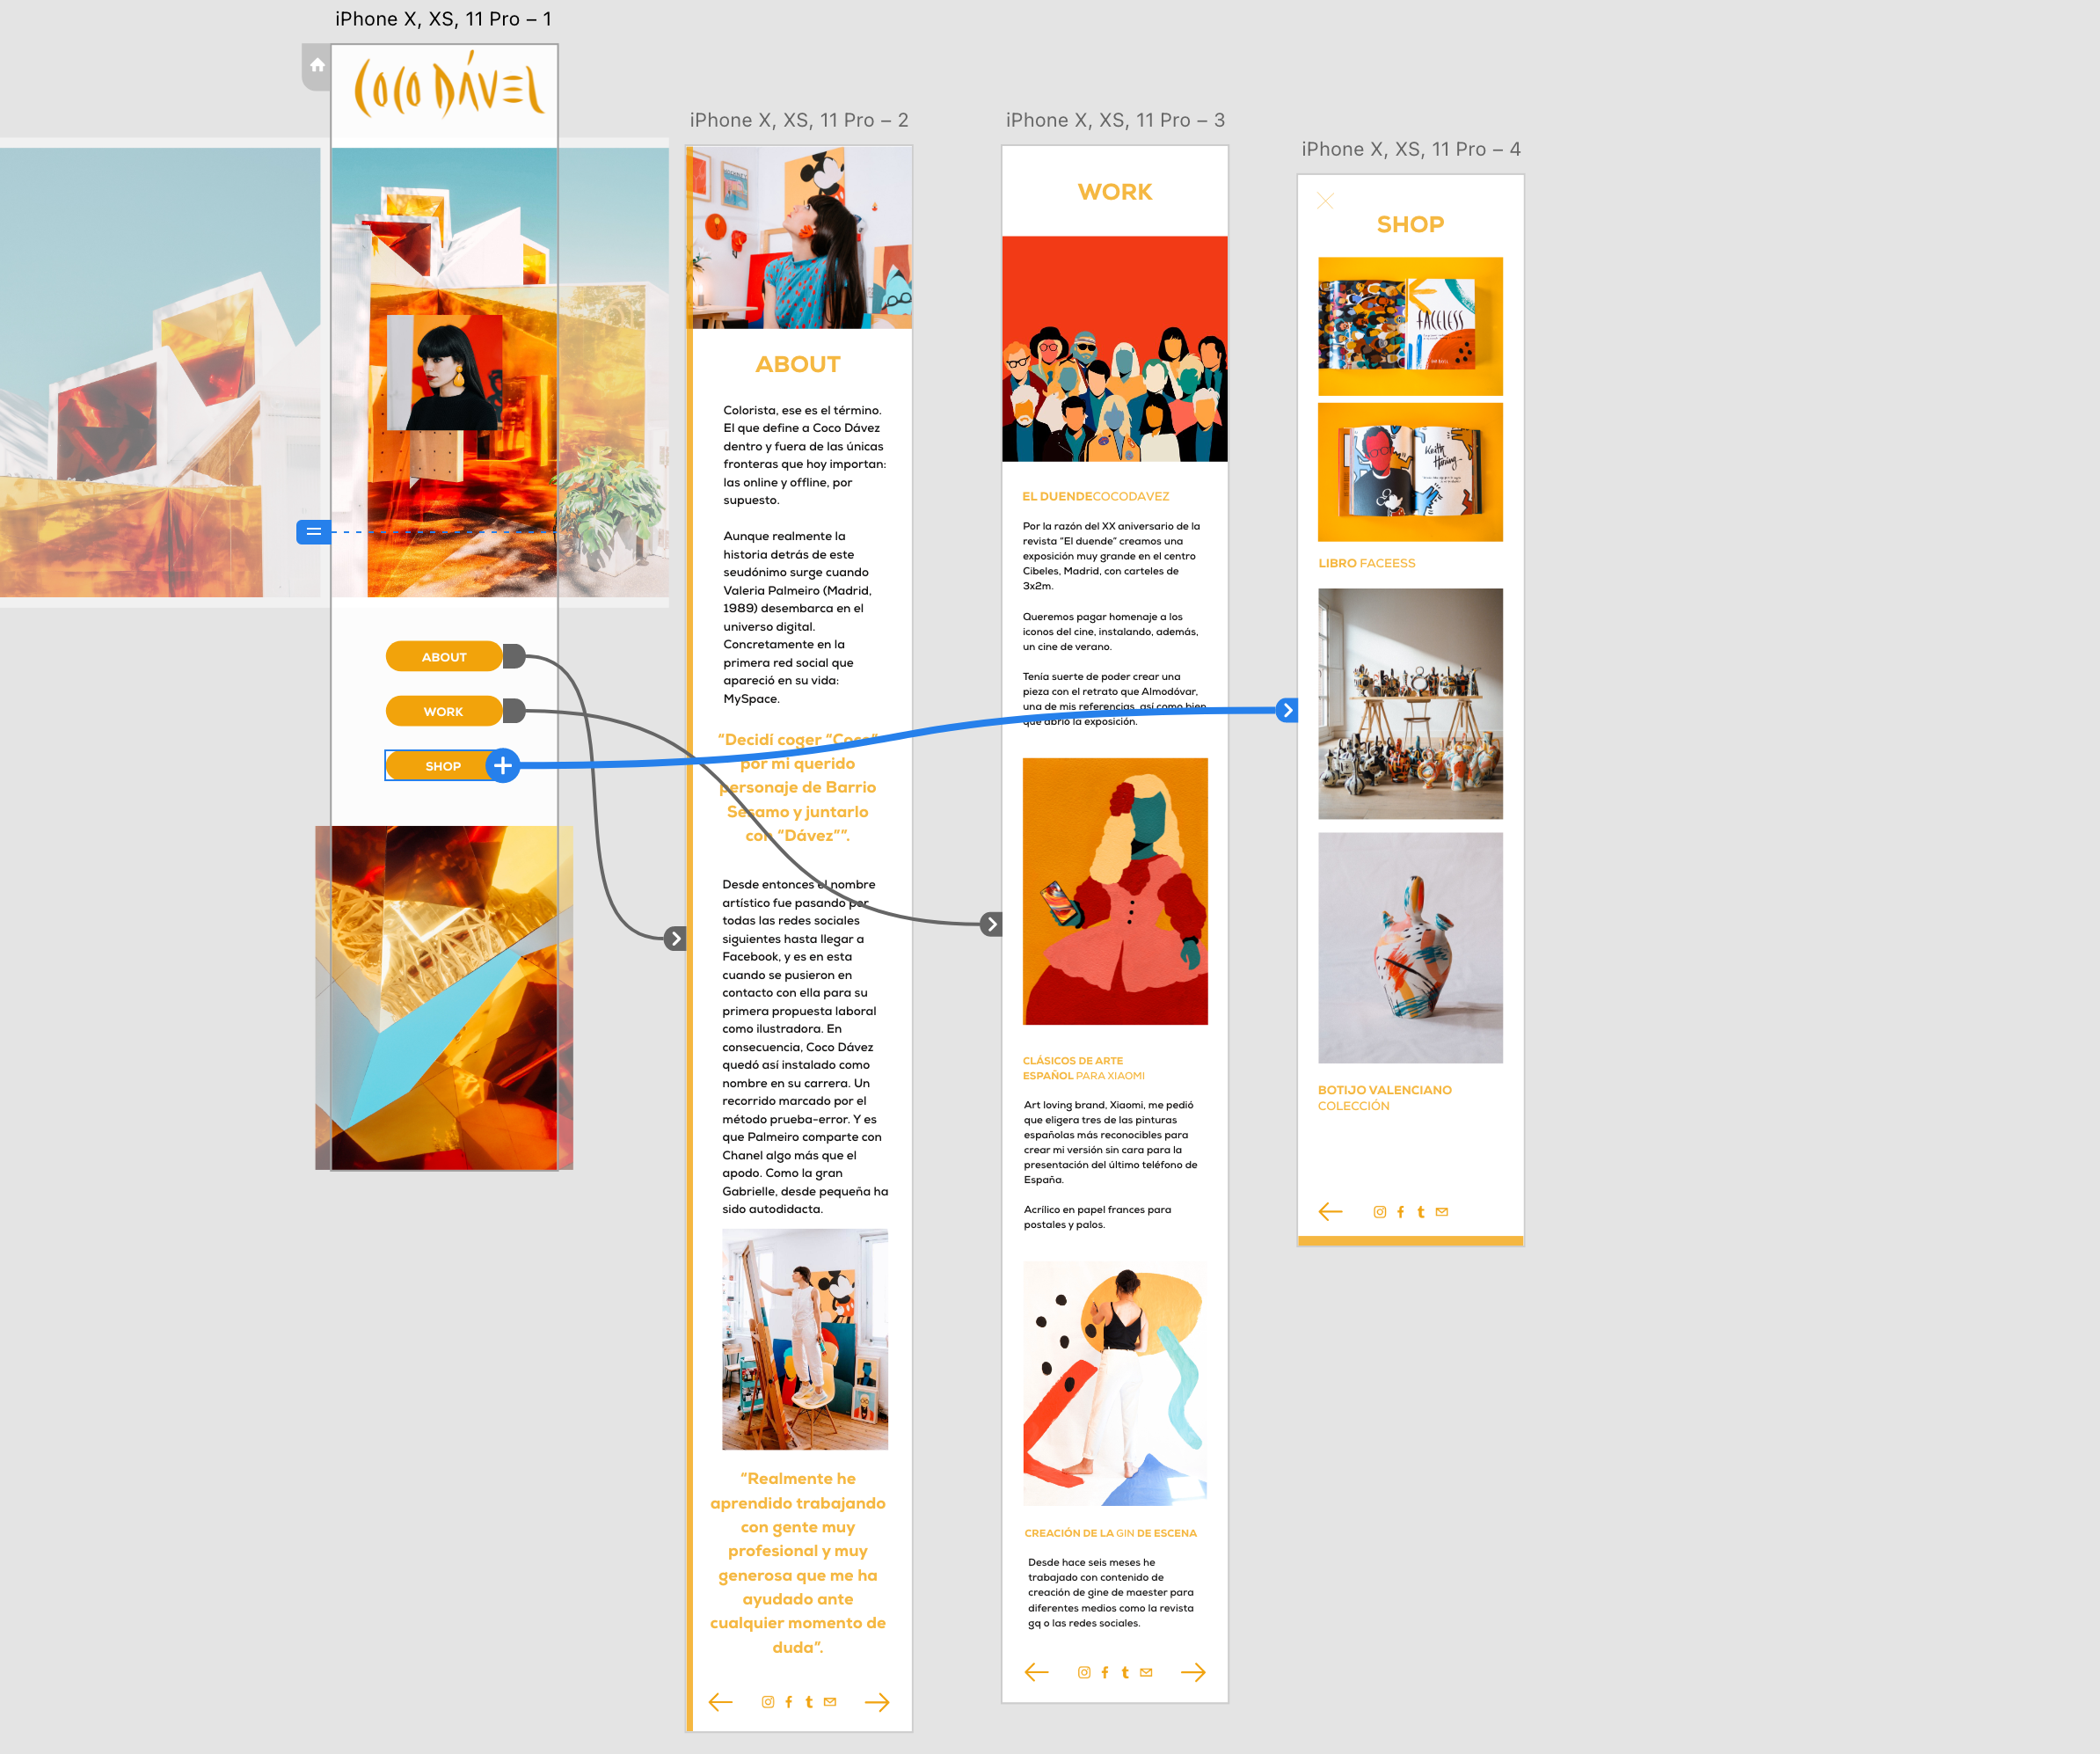 iPhone X, XS, 11 Pro – 1
COCO DÁVEL
ABOUT
WORK
SHOP
iPhone X, XS, 11 Pro – 2
ABOUT
Colorista, ese es el término.
El que define a Coco Dávez
dentro y fuera de las únicas
fronteras que hoy importan:
las online y offline, por
supuesto.
Aunque realmente la
historia detrás de este
seudónimo surge cuando
Valeria Palmeiro (Madrid,
1989) desembarca en el
universo digital.
Concretamente en la
primera red social que
apareció en su vida:
MySpace.
“Decidí coger “Coco”
por mi querido
personaje de Barrio
Sesamo y juntarlo
con “Dávez””.
Desde entonces el nombre
artístico fue pasando por
todas las redes sociales
siguientes hasta llegar a
Facebook, y es en esta
cuando se pusieron en
contacto con ella para su
primera propuesta laboral
como ilustradora. En
consecuencia, Coco Dávez
quedó así instalado como
nombre en su carrera. Un
recorrido marcado por el
método prueba-error. Y es
que Palmeiro comparte con
Chanel algo más que el
apodo. Como la gran
Gabrielle, desde pequeña ha
sido autodidacta.
“Realmente he
aprendido trabajando
con gente muy
profesional y muy
generosa que me ha
ayudado ante
cualquier momento de
duda”.
iPhone X, XS, 11 Pro – 3
WORK
EL DUENDECOCODAVEZ
Por la razón del XX aniversario de la
revista “El duende” creamos una
exposición muy grande en el centro
Cibeles, Madrid, con carteles de
3x2m.
Queremos pagar homenaje a los
iconos del cine, instalando, además,
un cine de verano.
Tenía suerte de poder crear una
pieza con el retrato que Almodóvar,
una de mis referencias, así como bien
que abrió la exposición.
CLÁSICOS DE ARTE
ESPAÑOL PARA XIAOMI
Art loving brand, Xiaomi, me pedió
que eligera tres de las pinturas
españolas más reconocibles para
crear mi versión sin cara para la
presentación del último teléfono de
España.
Acrílico en papel frances para
postales y palos.
CREACIÓN DE LA GIN DE ESCENA
Desde hace seis meses he
trabajado con contenido de
creación de gine de maester para
diferentes medios como la revista
gq o las redes sociales.
iPhone X, XS, 11 Pro – 4
SHOP
FACELESS
Keith
Haring
LIBRO FACEESS
BOTIJO VALENCIANO
COLECCIÓN